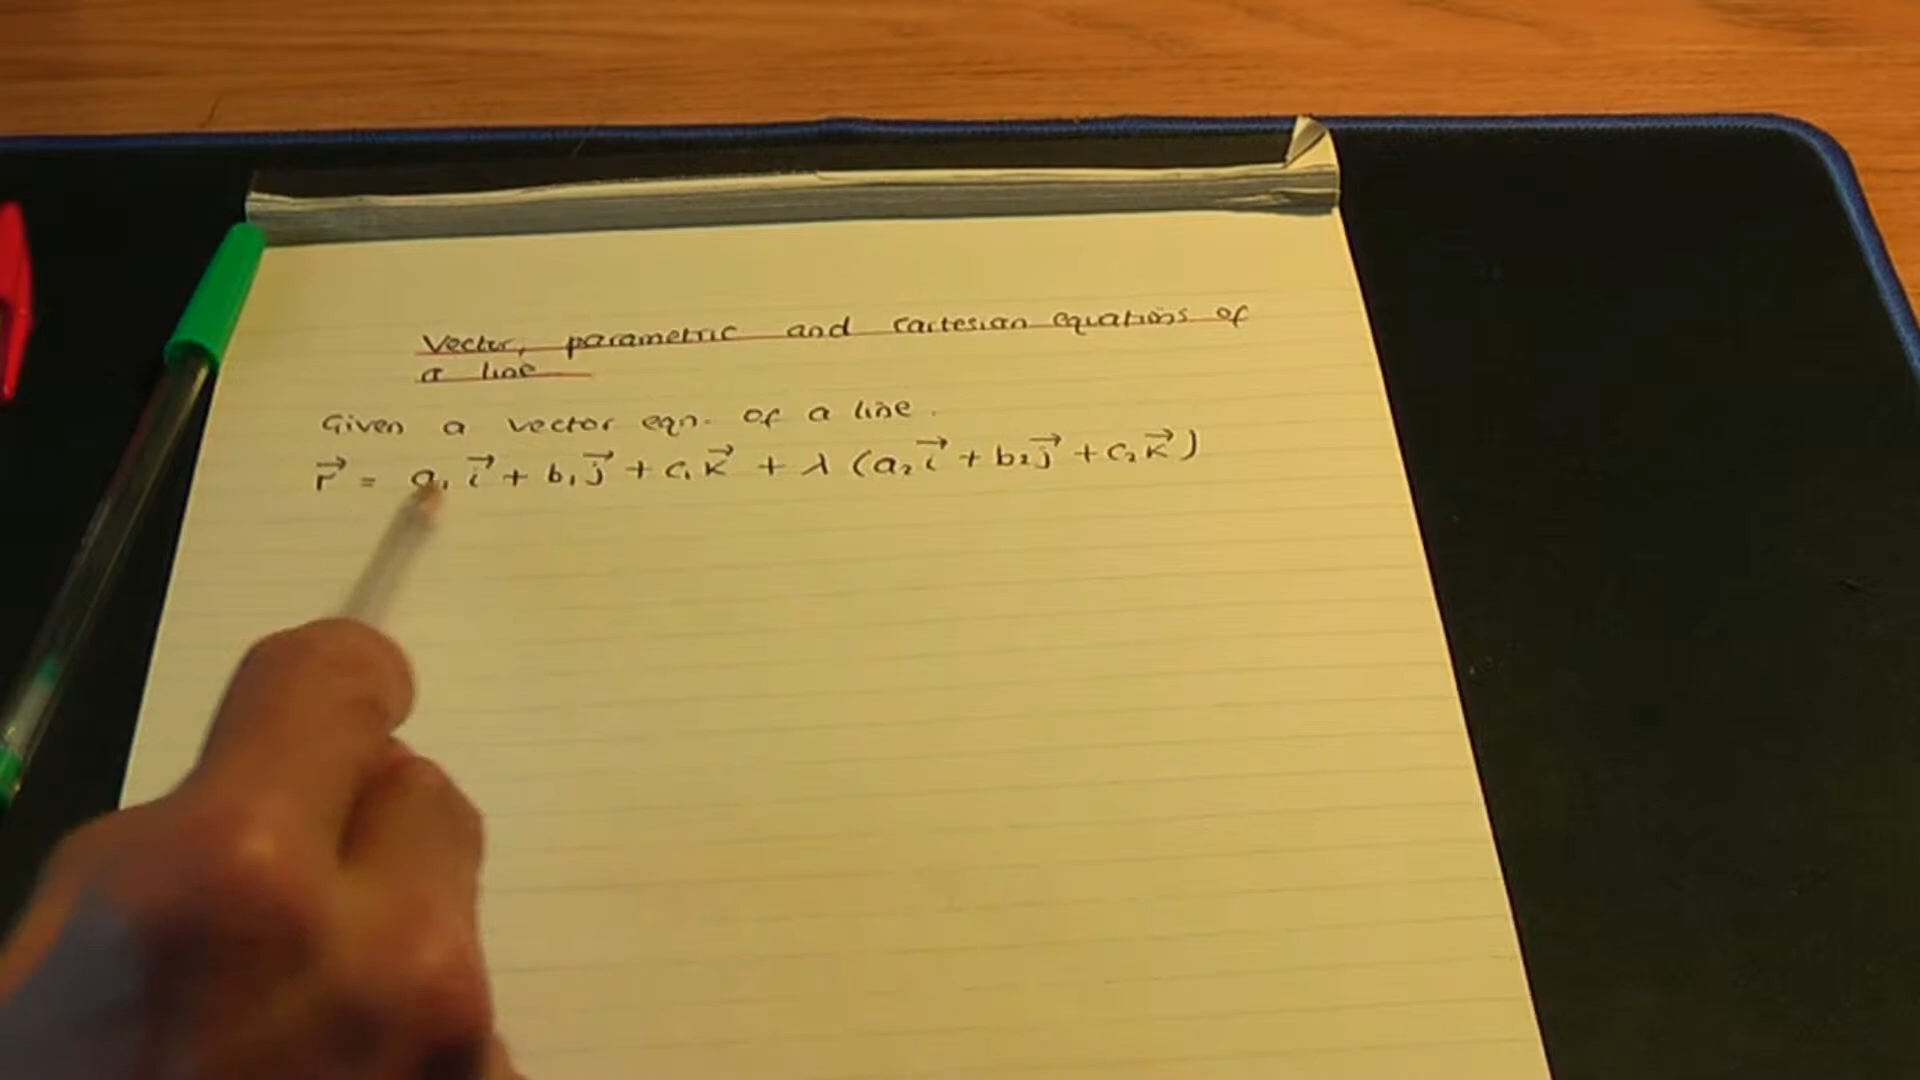 Vector, parametric and cartesian equations of
a line
Given a vector eqn. of a line.
r⃗ = a₁i⃗ + b₁j⃗ + c₁k⃗ + λ (a₂i⃗ + b₂j⃗ + c₂k⃗)